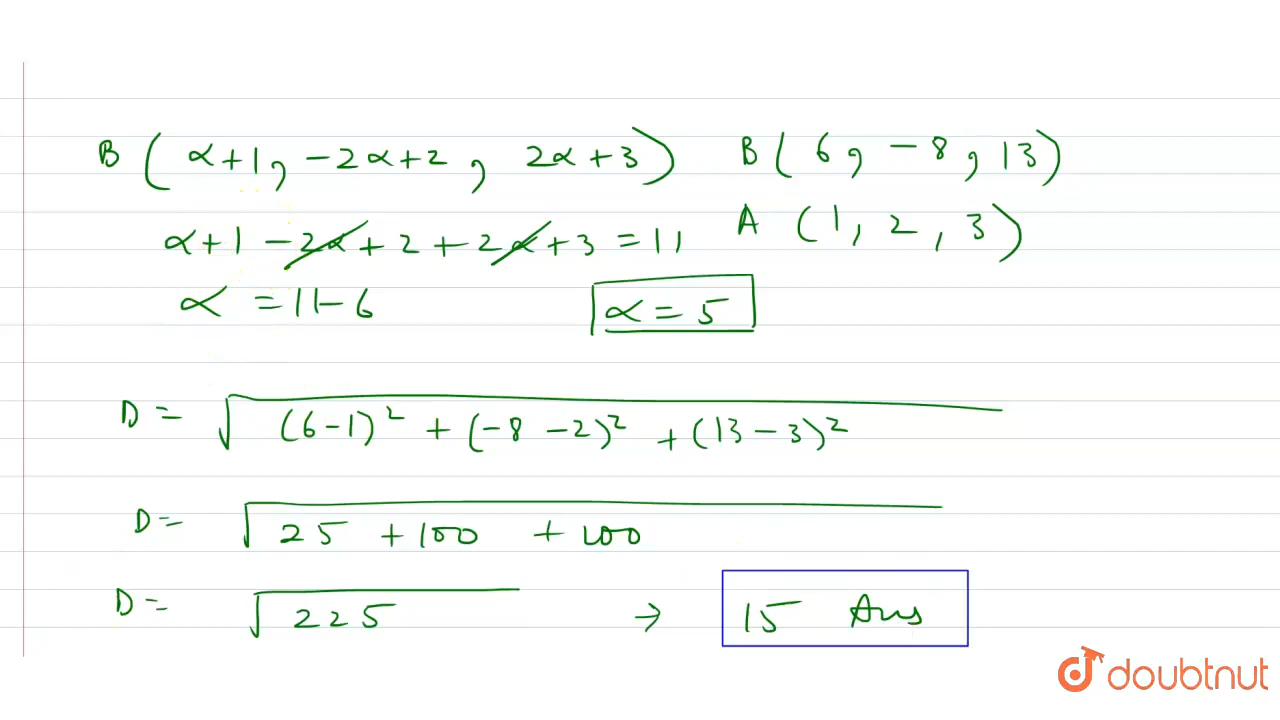 B (α+1, -2α+2, 2α+3) B(6, -8, 13)
α+1 -2α+2+2α+3 = 11 A (1, 2, 3)
α = 11-6 α = 5
D = √(6-1)² + (-8 -2)² + (13-3)²
D = √25 +100 +100
D = √225 → 15 Ans
doubtnut